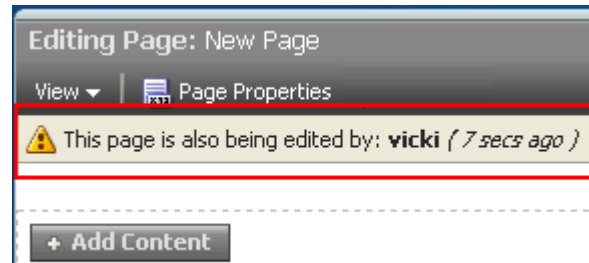 Editing Page: New Page
View Page Properties
This page is also being edited by: vicki ( 7 secs ago )
+ Add Content